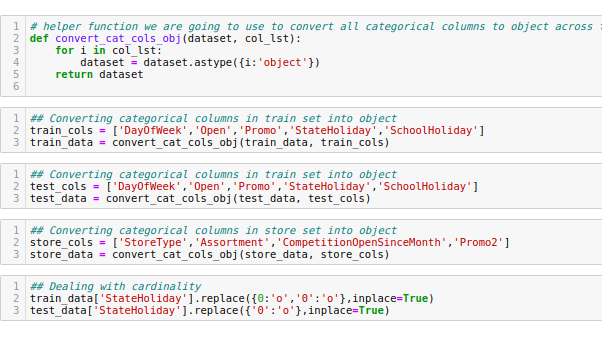 1 # helper function we are going to use to convert all categorical columns to object across
2 def convert_cat_cols_obj(dataset, col_lst):
3     for i in col_lst:
4         dataset = dataset.astype({i:'object'})
5     return dataset
6
1 ## Converting categorical columns in train set into object
2 train_cols = ['DayOfWeek','Open','Promo','StateHoliday','SchoolHoliday']
3 train_data = convert_cat_cols_obj(train_data, train_cols)
1 ## Converting categorical columns in train set into object
2 test_cols = ['DayOfWeek','Open','Promo','StateHoliday','SchoolHoliday']
3 test_data = convert_cat_cols_obj(test_data, test_cols)
1 ## Converting categorical columns in store set into object
2 store_cols = ['StoreType','Assortment','CompetitionOpenSinceMonth','Promo2']
3 store_data = convert_cat_cols_obj(store_data, store_cols)
1 ## Dealing with cardinality
2 train_data['StateHoliday'].replace({0:'o','0':'o'},inplace=True)
3 test_data['StateHoliday'].replace({'0':'o'},inplace=True)